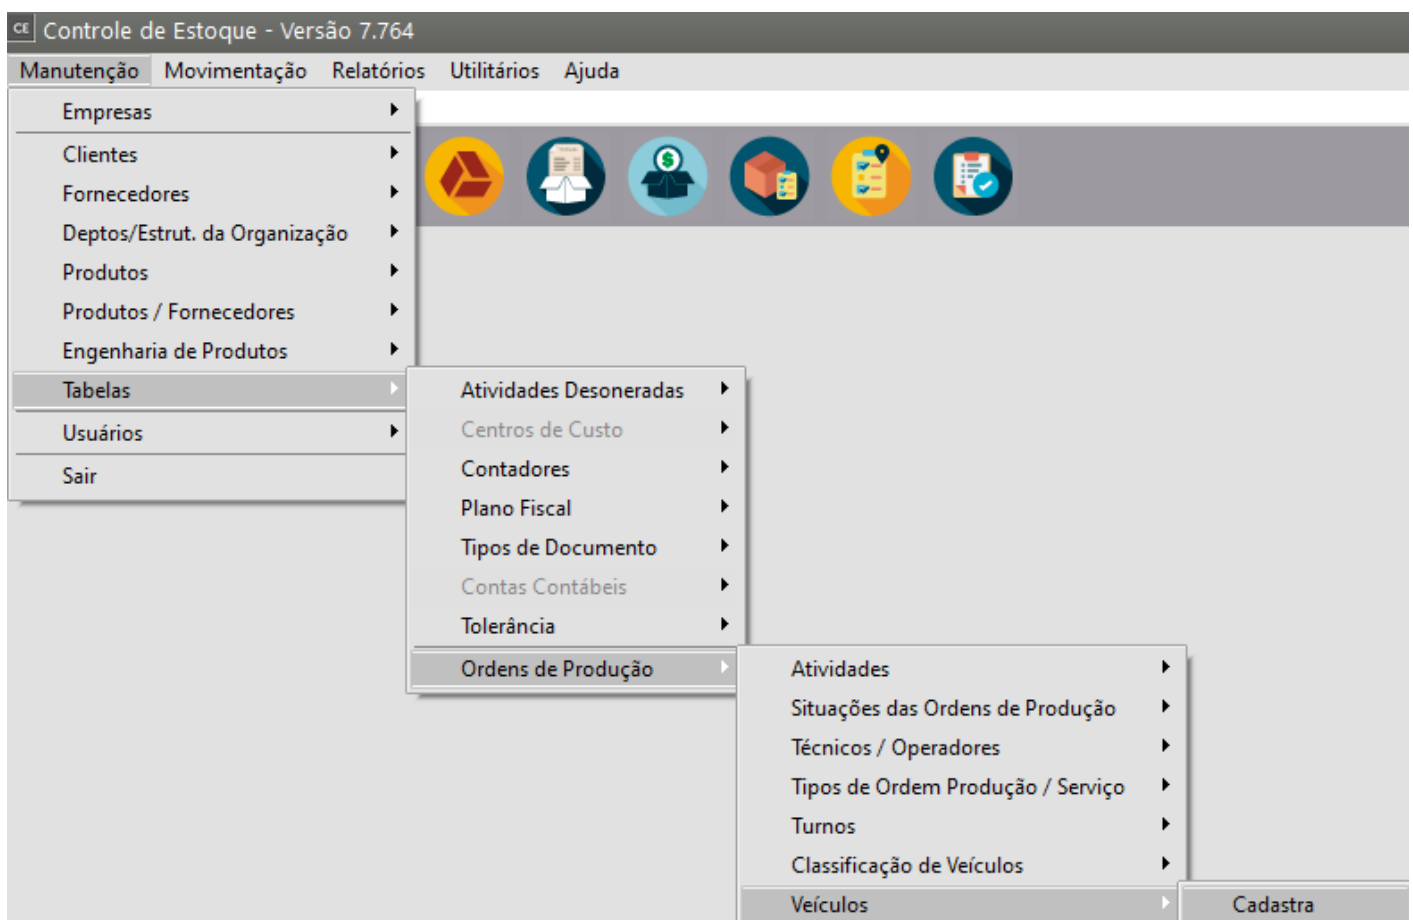 CE Controle de Estoque - Versão 7.764
Manutenção Movimentação Relatórios Utilitários Ajuda
Empresas
Clientes
Fornecedores
Deptos/Estrut. da Organização
Produtos
Produtos / Fornecedores
Engenharia de Produtos
Tabelas
Usuários
Sair
Atividades Desoneradas
Centros de Custo
Contadores
Plano Fiscal
Tipos de Documento
Contas Contábeis
Tolerância
Ordens de Produção
Atividades
Situações das Ordens de Produção
Técnicos / Operadores
Tipos de Ordem Produção / Serviço
Turnos
Classificação de Veículos
Veículos
Cadastra